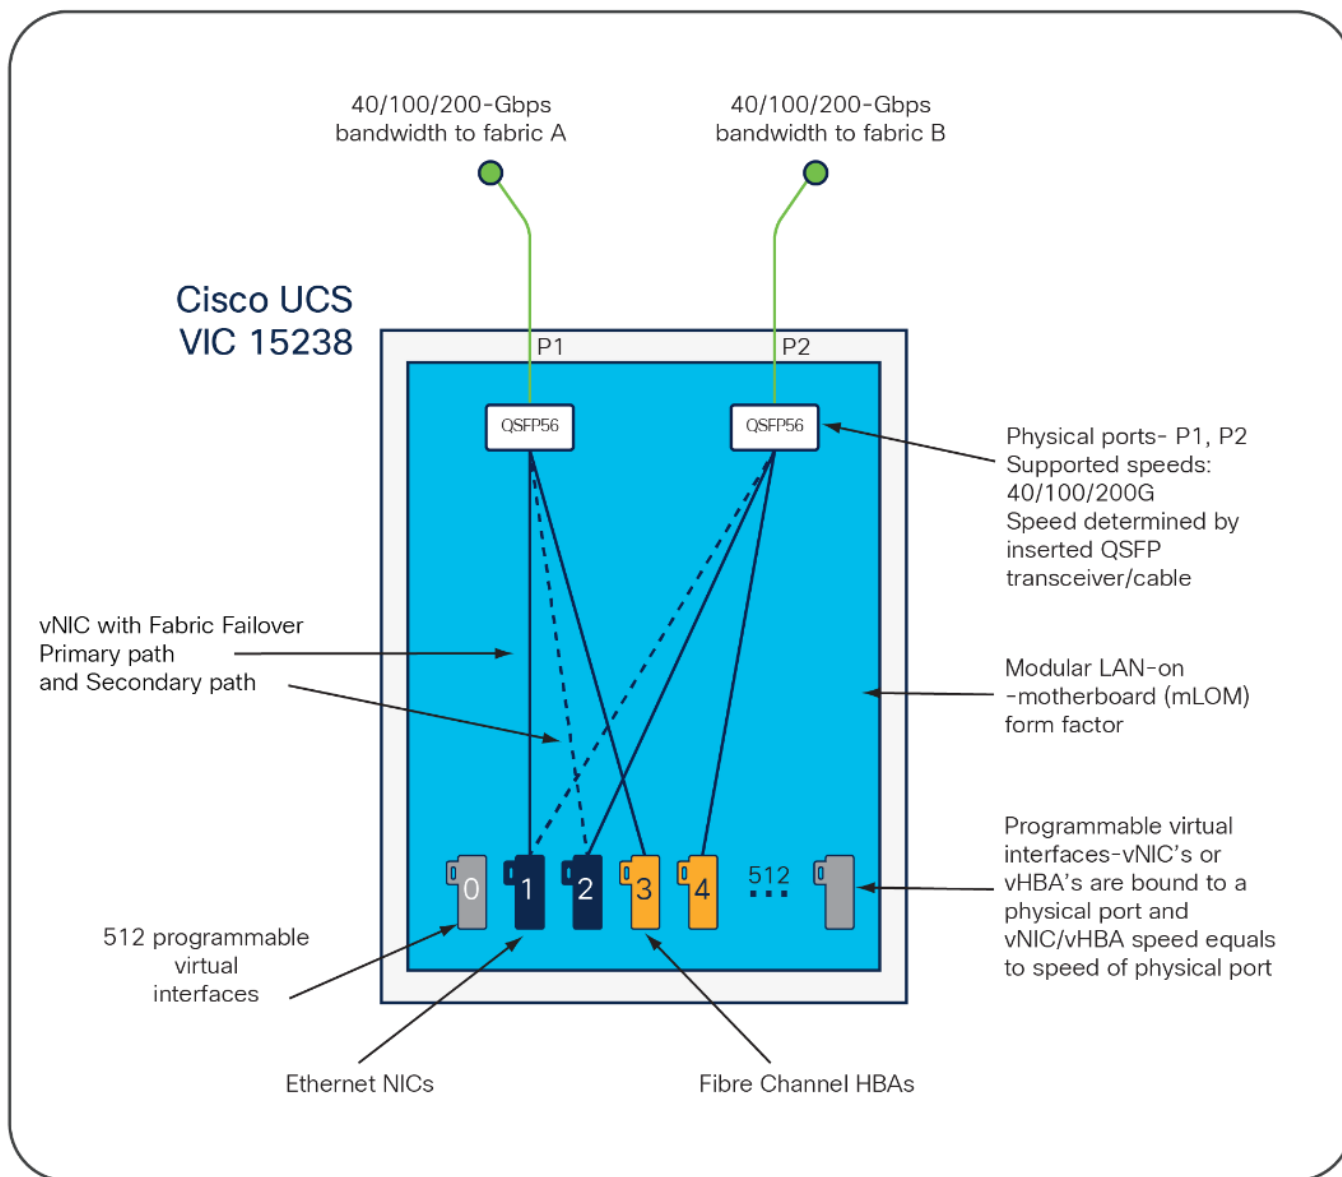 40/100/200-Gbps
bandwidth to fabric A
40/100/200-Gbps
bandwidth to fabric B
Cisco UCS
VIC 15238
P1
P2
QSFP56
QSFP56
Physical ports- P1, P2
Supported speeds:
40/100/200G
Speed determined by
inserted QSFP
transceiver/cable
vNIC with Fabric Failover
Primary path
and Secondary path
Modular LAN-on
-motherboard (mLOM)
form factor
Programmable virtual
interfaces-vNIC's or
vHBA's are bound to a
physical port and
vNIC/vHBA speed equals
to speed of physical port
0
1
2
3
4
512
...
512 programmable
virtual
interfaces
Ethernet NICs
Fibre Channel HBAs